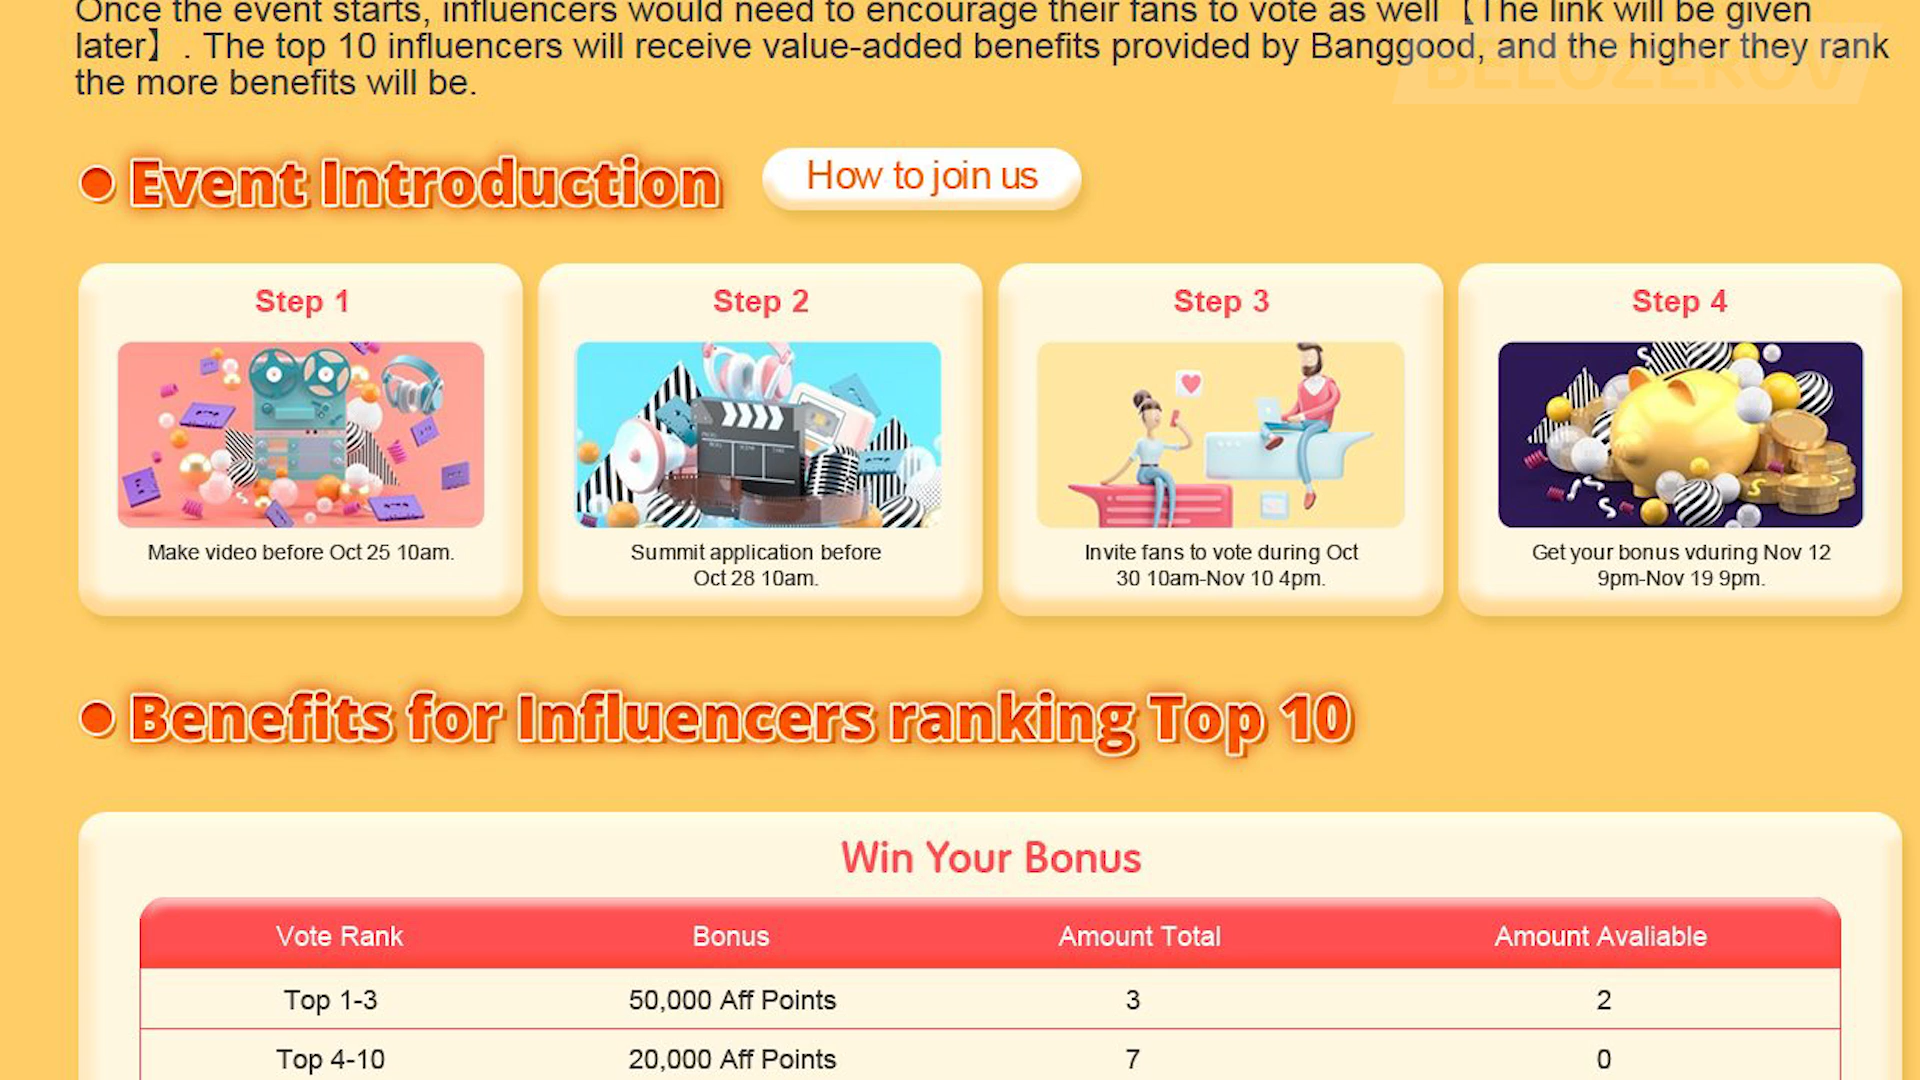 Once the event starts, influencers would need to encourage their fans to vote as well【The link will be given
later】. The top 10 influencers will receive value-added benefits provided by Banggood, and the higher they rank
the more benefits will be.
BELOZEROV
Event Introduction
How to join us
Step 1
Make video before Oct 25 10am.
Step 2
Summit application before
Oct 28 10am.
Step 3
Invite fans to vote during Oct
30 10am-Nov 10 4pm.
Step 4
Get your bonus vduring Nov 12
9pm-Nov 19 9pm.
Benefits for Influencers ranking Top 10
Win Your Bonus
Vote Rank Bonus Amount Total Amount Avaliable
Top 1-3 50,000 Aff Points 3 2
Top 4-10 20,000 Aff Points 7 0